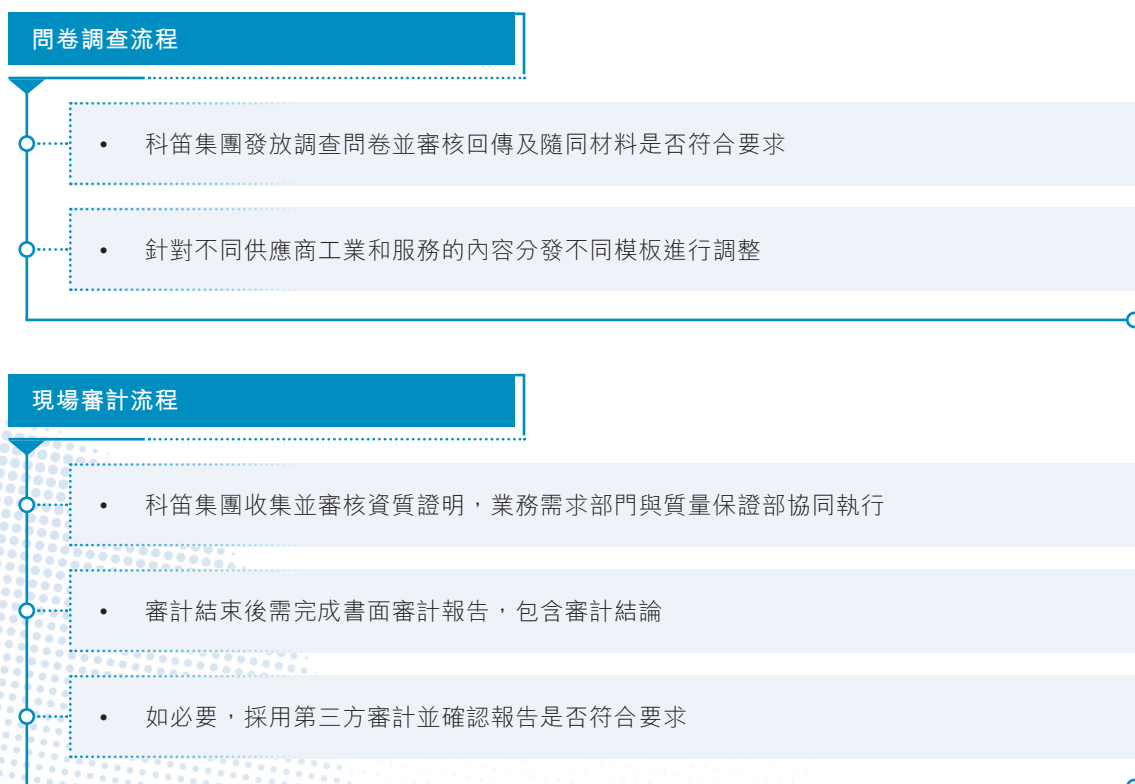 問卷調查流程
• 科笛集團發放調查問卷並審核回傳及隨同材料是否符合要求
• 針對不同供應商工業和服務的內容分發不同模板進行調整
現場審計流程
• 科笛集團收集並審核資質證明，業務需求部門與質量保證部協同執行
• 審計結束後需完成書面審計報告，包含審計結論
• 如必要，採用第三方審計並確認報告是否符合要求